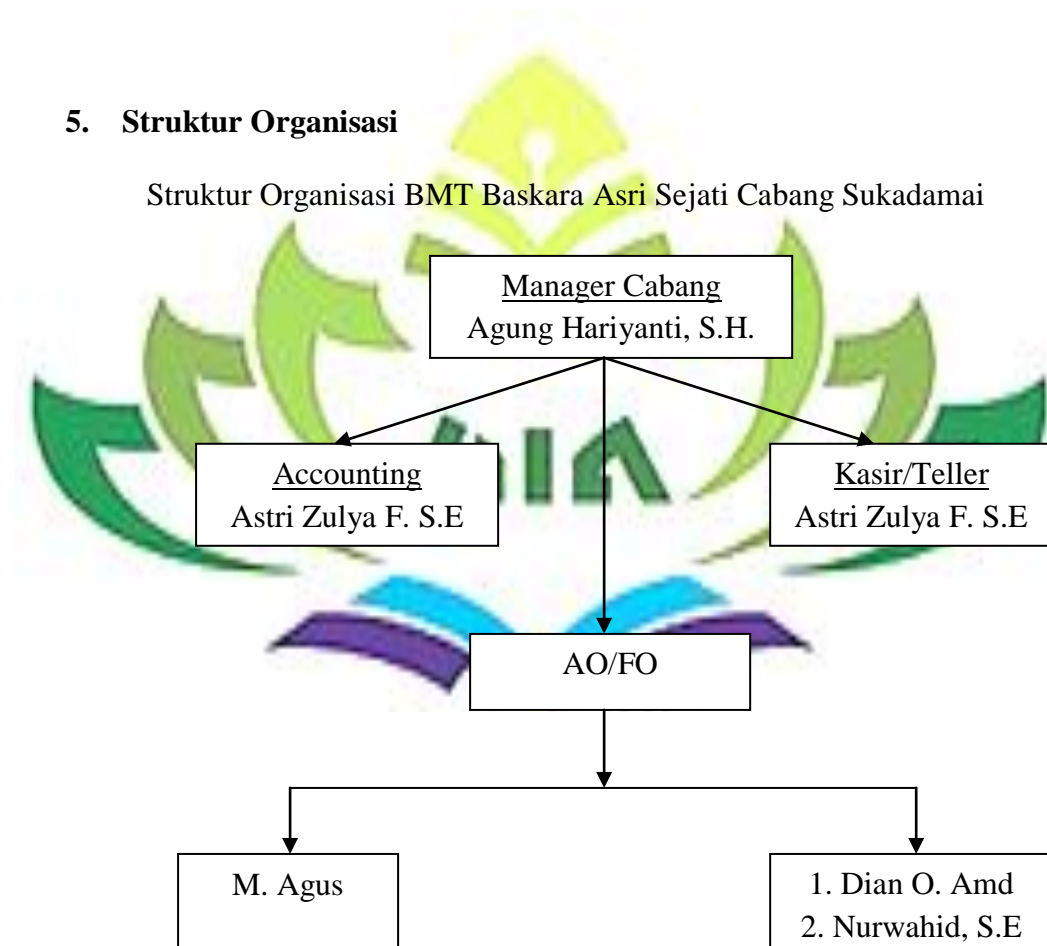 5. Struktur Organisasi
Struktur Organisasi BMT Baskara Asri Sejati Cabang Sukadamai
Manager Cabang
Agung Hariyanti, S.H.
Accounting
Astri Zulya F. S.E
Kasir/Teller
Astri Zulya F. S.E
AO/FO
M. Agus
1. Dian O. Amd
2. Nurwahid, S.E